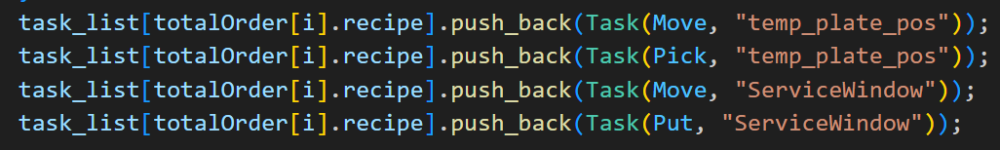 task_list[totalOrder[i].recipe].push_back(Task(Move, "temp_plate_pos"));
task_list[totalOrder[i].recipe].push_back(Task(Pick, "temp_plate_pos"));
task_list[totalOrder[i].recipe].push_back(Task(Move, "ServiceWindow"));
task_list[totalOrder[i].recipe].push_back(Task(Put, "ServiceWindow"));